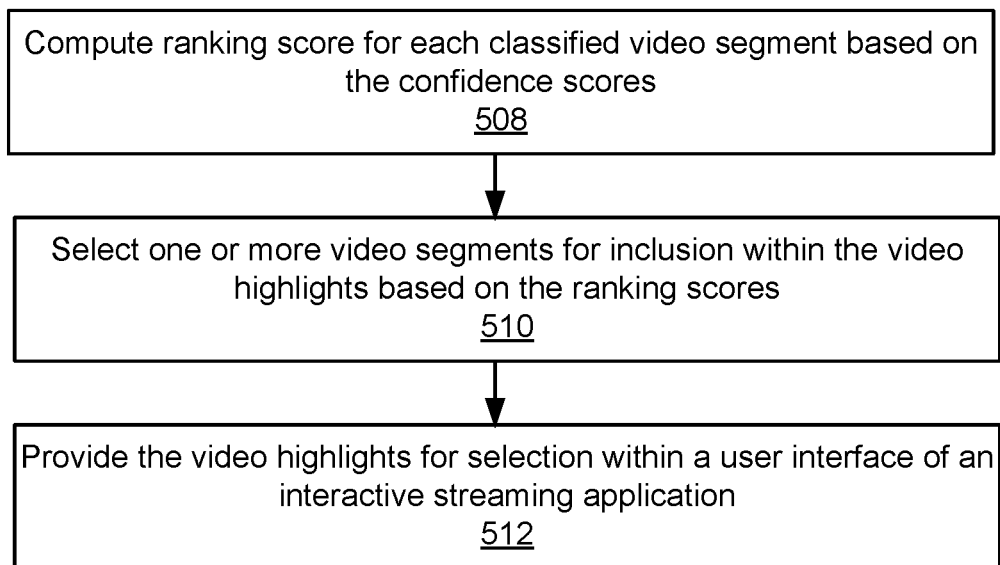 Compute ranking score for each classified video segment based on
the confidence scores
508
Select one or more video segments for inclusion within the video
highlights based on the ranking scores
510
Provide the video highlights for selection within a user interface of an
interactive streaming application
512